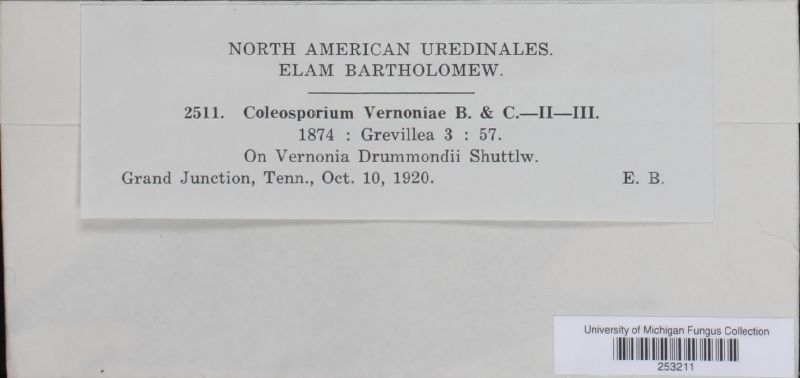 NORTH AMERICAN UREDINALES.
ELAM BARTHOLOMEW.
2511. Coleosporium Vernoniae B. & C.—II—III.
1874 : Grevillea 3 : 57.
On Vernonia Drummondii Shuttlw.
Grand Junction, Tenn., Oct. 10, 1920. E. B.
University of Michigan Fungus Collection
253211